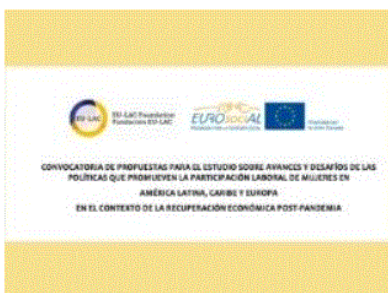 EU-LAC
EU-LAC Foundation
Fundación EU-LAC
EUROsociAL
CONVOCATORIA DE PROPUESTAS PARA EL ESTUDIO SOBRE AVANCES Y DESAFÍOS DE LAS
POLÍTICAS QUE PROMUEVEN LA PARTICIPACIÓN LABORAL DE MUJERES EN
AMÉRICA LATINA, CARIBE Y EUROPA
EN EL CONTEXTO DE LA RECUPERACIÓN ECONÓMICA POST-PANDEMIA